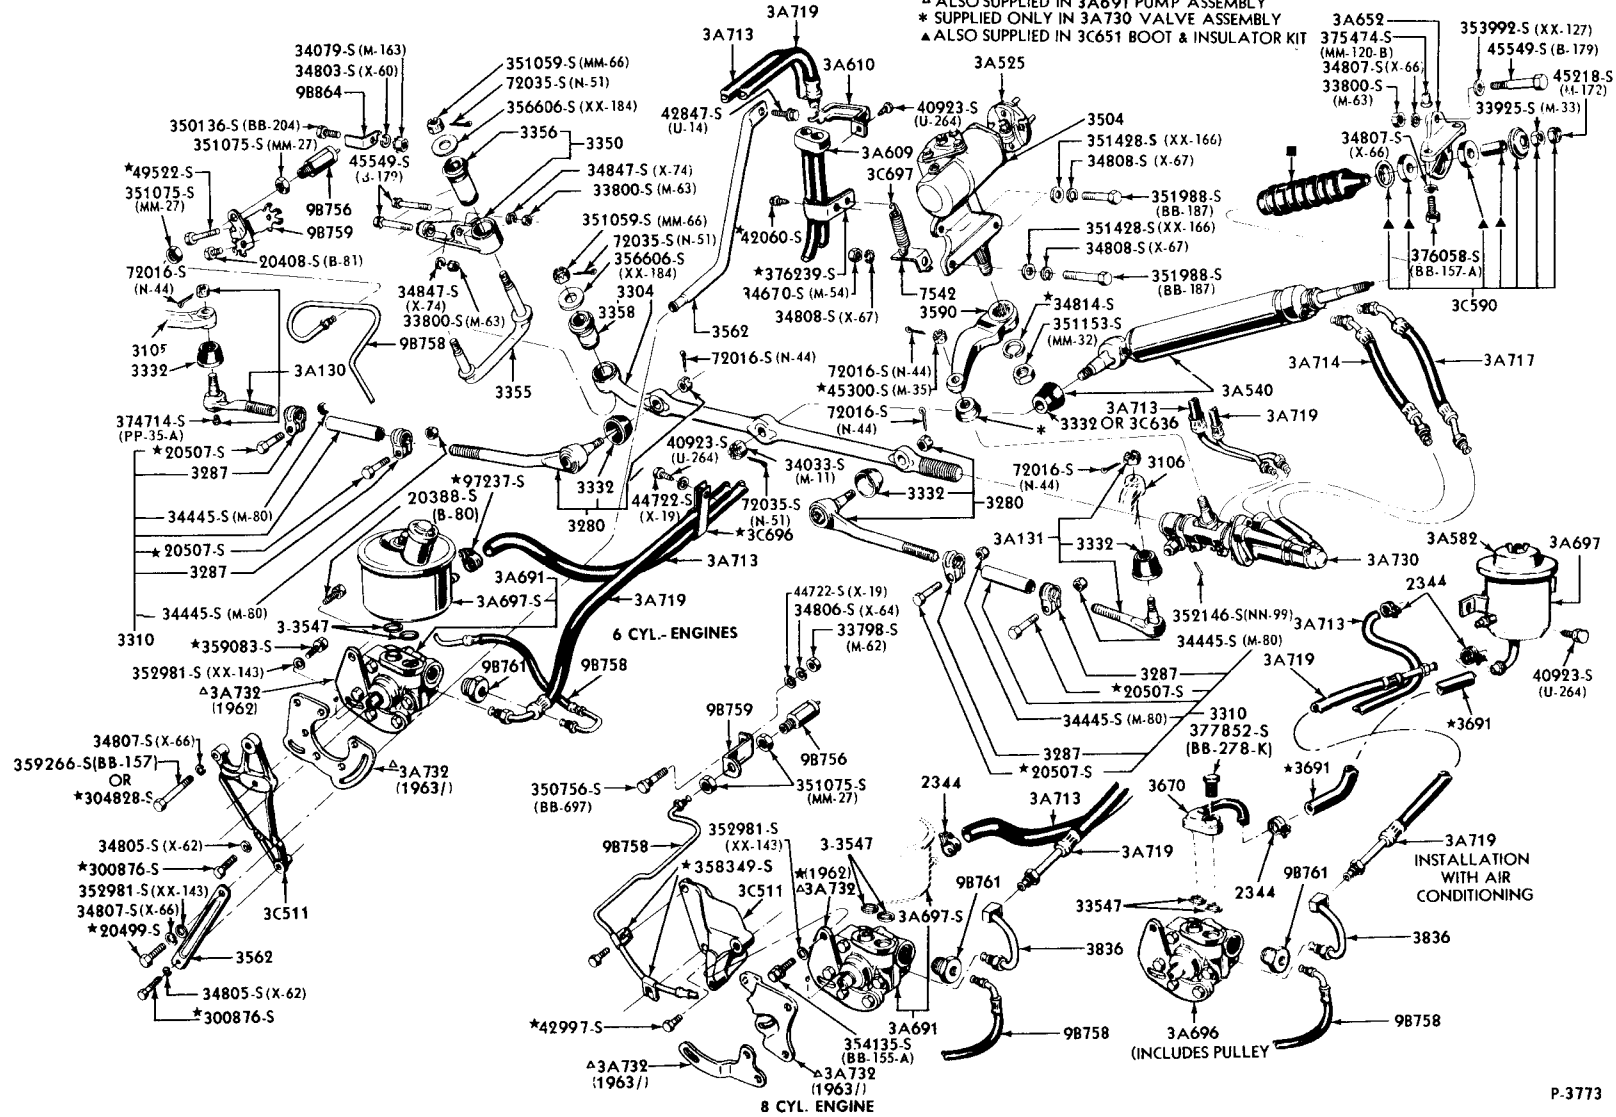 △ ALSO SUPPLIED IN 3A691 PUMP ASSEMBLY
* SUPPLIED ONLY IN 3A730 VALVE ASSEMBLY
▲ ALSO SUPPLIED IN 3C651 BOOT & INSULATOR KIT
3A719
3A713
3A610
3A525
3A652
375474-S
(MM-120-B)
34807-S (X-66)
33800-S
(M-63)
353992-S (XX-127)
45549-S (B-179)
45218-S
(M-172)
33925-S (M-33)
34079-S (M-163)
34803-S (X-60)
9B864
350136-S (BB-204)
351075-S (MM-27)
★49522-S
351075-S
(MM-27)
351059-S (MM-66)
72035-S (N-51)
356606-S (XX-184)
3356
3350
45549-S
(B-179)
34847-S (X-74)
33800-S (M-63)
9B756
9B759
20408-S (B-81)
42847-S
(U-14)
40923-S
(U-264)
3A609
3C697
3504
351428-S (XX-166)
34808-S (X-67)
351988-S
(BB-187)
34807-S
(X-66)
■
376058-S
(BB-157-A)
3C590
351059-S (MM-66)
72035-S (N-51)
356606-S
(XX-184)
3304
3358
★42060-S
★376239-S
34670-S (M-54)
34808-S (X-67)
7542
3590
351428-S (XX-166)
34808-S (X-67)
351988-S
(BB-187)
★34814-S
351153-S
(MM-32)
72016-S
(N-44)
3105
3332
3A130
374714-S
(PP-35-A)
34847-S
(X-74)
33800-S (M-63)
9B758
3355
3562
72016-S (N-44)
72016-S
(N-44)
★45300-S (M-35)
72016-S
(N-44)
3A540
3332 OR 3C636
*
3A714
3A717
3A713
3A719
★20507-S
3287
34445-S (M-80)
★20507-S
3287
34445-S (M-80)
3310
★97237-S
20388-S
(B-80)
3332
3280
40923-S
(U-264)
44722-S
(X-19)
34033-S
(M-11)
72035-S
(N-51)
★3C696
3332
3280
72016-S
(N-44)
3106
3A131
3332
3A730
352146-S (NN-99)
3A582
3A697
2344
3A713
3A719
40923-S
(U-264)
★3691
3A713
3A719
3A691
3A697-S
3-3547
★359083-S
352981-S (XX-143)
△3A732
(1962)
6 CYL.- ENGINES
9B761
9B758
44722-S (X-19)
34806-S (X-64)
33798-S
(M-62)
34445-S (M-80)
3287
★20507-S
34445-S (M-80)
3310
3287
★20507-S
377852-S
(BB-278-K)
34807-S (X-66)
359266-S (BB-157)
OR
★304828-S
△3A732
(1963/)
34805-S (X-62)
★300876-S
352981-S (XX-143)
34807-S (X-66)
★20499-S
3C511
3562
34805-S (X-62)
★300876-S
9B759
9B756
350756-S
(BB-697)
351075-S
(MM-27)
9B758
352981-S
(XX-143)
★358349-S
3C511
★(1962)
△3A732
3-3547
3A697-S
2344
3A713
3A719
9B761
3836
3670
★3691
2344
3A719
INSTALLATION
WITH AIR
CONDITIONING
33547
9B761
3836
★42997-S
△3A732
(1963/)
△3A732
(1963/)
354135-S
(BB-155-A)
3A691
9B758
3A696
(INCLUDES PULLEY
9B758
8 CYL. ENGINE
P-3773